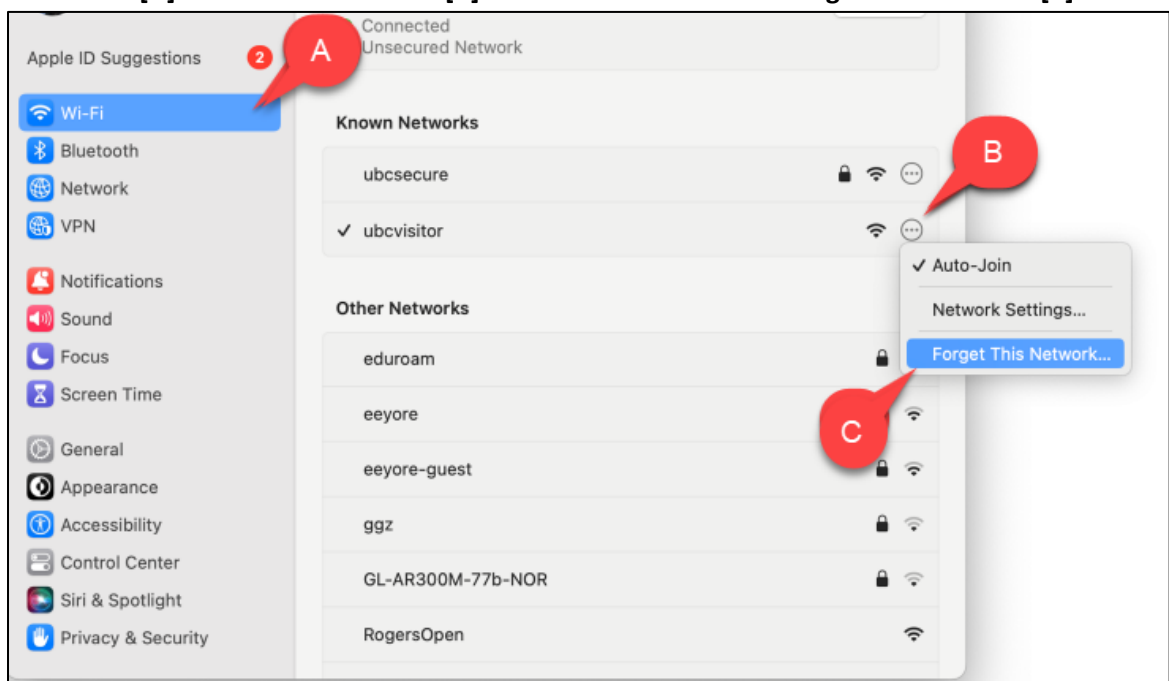 Connected
Unsecured Network
Apple ID Suggestions 2
A
Wi-Fi
Bluetooth
Network
VPN
Notifications
Sound
Focus
Screen Time
General
Appearance
Accessibility
Control Center
Siri & Spotlight
Privacy & Security
Known Networks
ubcsecure
B
ubcvisitor
Auto-Join
Network Settings...
Forget This Network...
C
Other Networks
eduroam
eeyore
eeyore-guest
ggz
GL-AR300M-77b-NOR
RogersOpen